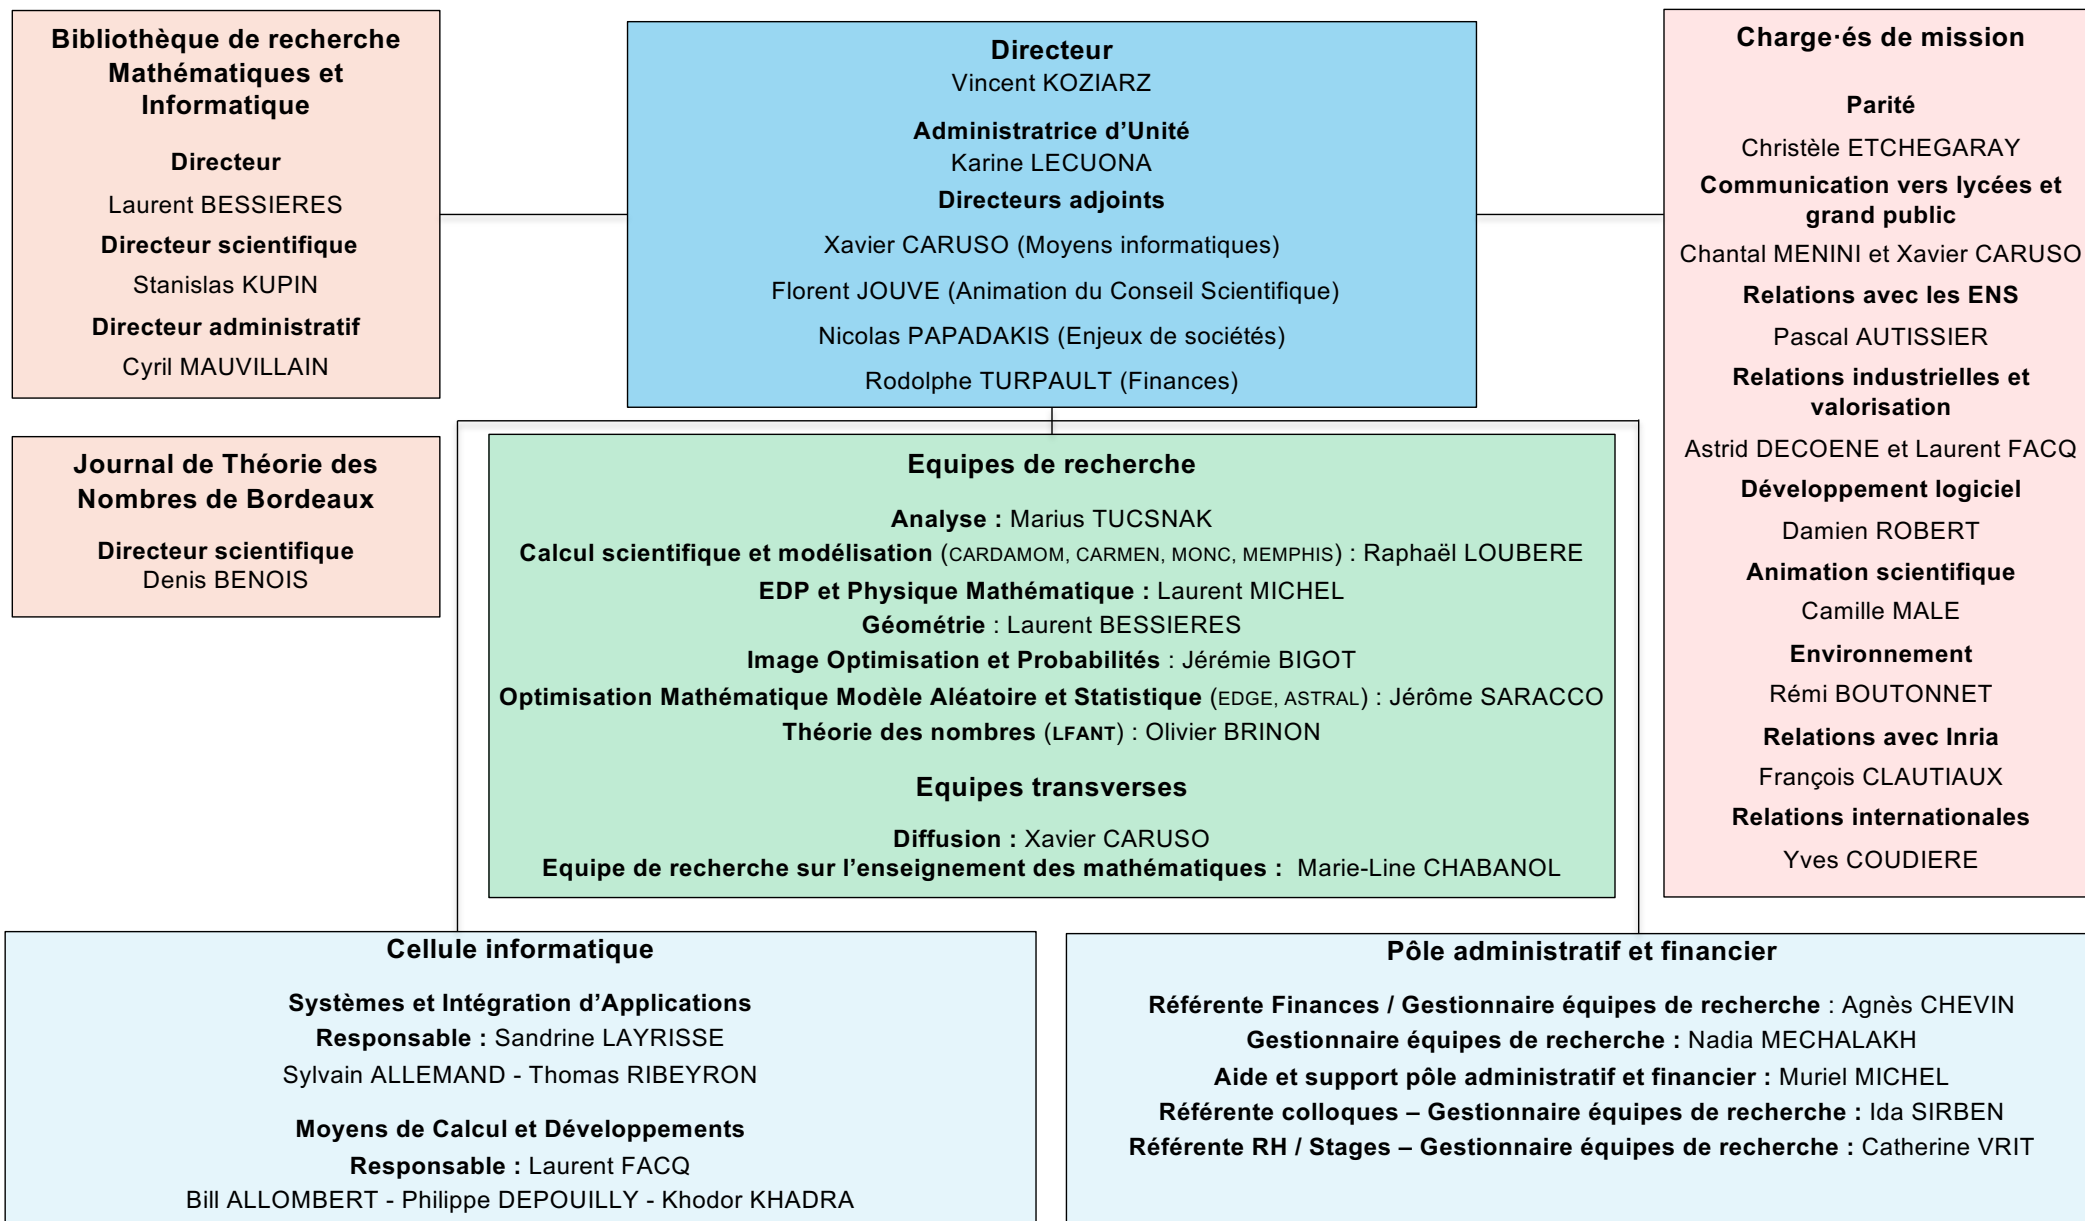 Bibliothèque de recherche
Mathématiques et
Informatique
Directeur
Laurent BESSIERES
Directeur scientifique
Stanislas KUPIN
Directeur administratif
Cyril MAUVILLAIN
Journal de Théorie des
Nombres de Bordeaux
Directeur scientifique
Denis BENOIS
Directeur
Vincent KOZIARZ
Administratrice d’Unité
Karine LECUONA
Directeurs adjoints
Xavier CARUSO (Moyens informatiques)
Florent JOUVE (Animation du Conseil Scientifique)
Nicolas PAPADAKIS (Enjeux de sociétés)
Rodolphe TURPAULT (Finances)
Equipes de recherche
Analyse : Marius TUCSNAK
Calcul scientifique et modélisation (CARDAMOM, CARMEN, MONC, MEMPHIS) : Raphaël LOUBERE
EDP et Physique Mathématique : Laurent MICHEL
Géométrie : Laurent BESSIERES
Image Optimisation et Probabilités : Jérémie BIGOT
Optimisation Mathématique Modèle Aléatoire et Statistique (EDGE, ASTRAL) : Jérôme SARACCO
Théorie des nombres (LFANT) : Olivier BRINON
Equipes transverses
Diffusion : Xavier CARUSO
Equipe de recherche sur l’enseignement des mathématiques : Marie-Line CHABANOL
Charge·és de mission
Parité
Christèle ETCHEGARAY
Communication vers lycées et
grand public
Chantal MENINI et Xavier CARUSO
Relations avec les ENS
Pascal AUTISSIER
Relations industrielles et
valorisation
Astrid DECOENE et Laurent FACQ
Développement logiciel
Damien ROBERT
Animation scientifique
Camille MALE
Environnement
Rémi BOUTONNET
Relations avec Inria
François CLAUTIAUX
Relations internationales
Yves COUDIERE
Cellule informatique
Systèmes et Intégration d’Applications
Responsable : Sandrine LAYRISSE
Sylvain ALLEMAND - Thomas RIBEYRON
Moyens de Calcul et Développements
Responsable : Laurent FACQ
Bill ALLOMBERT - Philippe DEPOUILLY - Khodor KHADRA
Pôle administratif et financier
Référente Finances / Gestionnaire équipes de recherche : Agnès CHEVIN
Gestionnaire équipes de recherche : Nadia MECHALAKH
Aide et support pôle administratif et financier : Muriel MICHEL
Référente colloques – Gestionnaire équipes de recherche : Ida SIRBEN
Référente RH / Stages – Gestionnaire équipes de recherche : Catherine VRIT